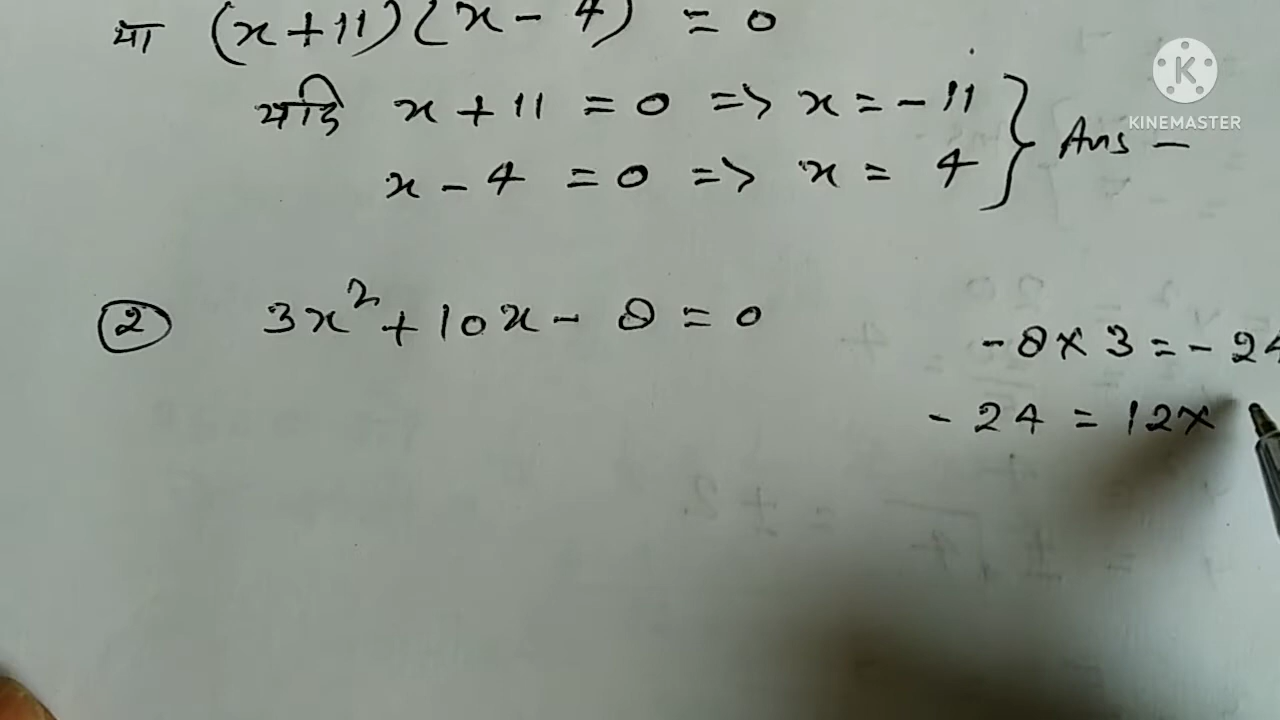 या (x+11)(x-4) = 0
यदि x+11 = 0 => x = -11
x-4 = 0 => x = 4 } Ans -
② 3x²+10x-8 = 0
-8×3 = -24
-24 = 12×
K
KINEMASTER